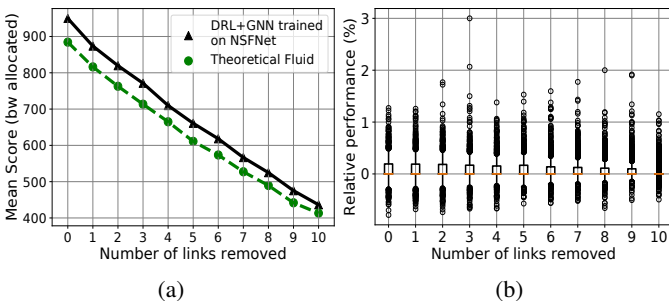 Mean Score (bw allocated)
900
800
700
600
500
400
DRL+GNN trained
on NSFNet
Theoretical Fluid
0 1 2 3 4 5 6 7 8 9 10
Number of links removed
(a)
Relative performance (%)
3
2
1
0
0 1 2 3 4 5 6 7 8 9 10
Number of links removed
(b)